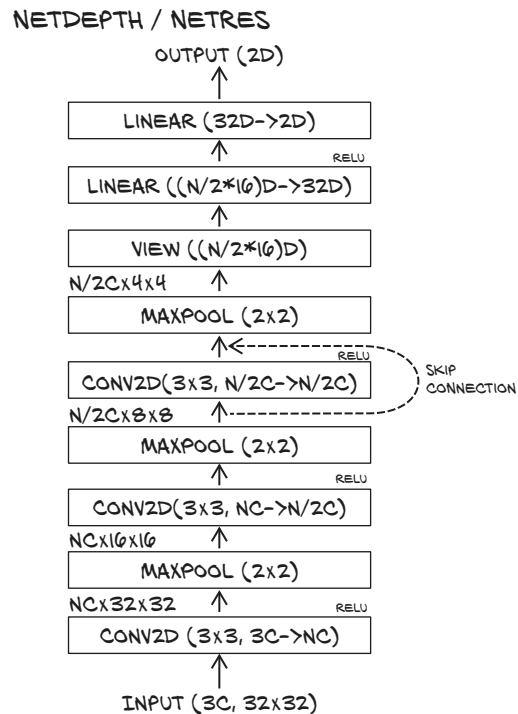 NETDEPTH / NETRES
OUTPUT (2D)
LINEAR (32D->2D)
RELU
LINEAR ((N/2*16)D->32D)
VIEW ((N/2*16)D)
N/2CX4X4
MAXPOOL (2X2)
RELU
CONV2D(3X3, N/2C->N/2C)
SKIP
CONNECTION
N/2CX8X8
MAXPOOL (2X2)
RELU
CONV2D(3X3, NC->N/2C)
NCX16X16
MAXPOOL (2X2)
NCX32X32
RELU
CONV2D (3X3, 3C->NC)
INPUT (3C, 32X32)